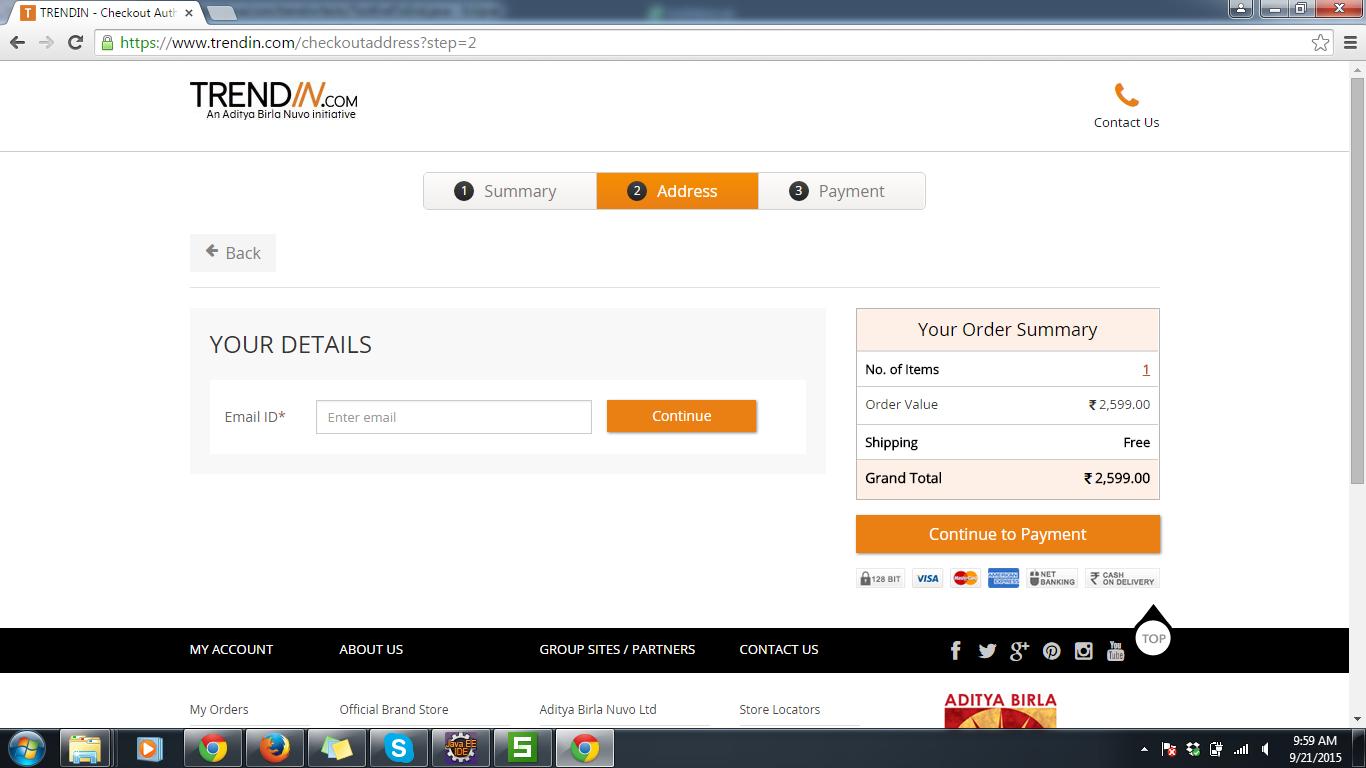 TRENDIN - Checkout Auth
https://www.trendin.com/checkoutaddress?step=2
TRENDIN.COM
An Aditya Birla Nuvo initiative
Contact Us
1 Summary
2 Address
3 Payment
Back
YOUR DETAILS
Email ID*
Enter email
Continue
Your Order Summary
No. of Items 1
Order Value ₹ 2,599.00
Shipping Free
Grand Total ₹ 2,599.00
Continue to Payment
128 BIT
VISA
MasterCard
AMERICAN EXPRESS
NET BANKING
₹ CASH ON DELIVERY
TOP
MY ACCOUNT
ABOUT US
GROUP SITES / PARTNERS
CONTACT US
You Tube
My Orders
Official Brand Store
Aditya Birla Nuvo Ltd
Store Locators
ADITYA BIRLA
Java EE IDE
9:59 AM
9/21/2015